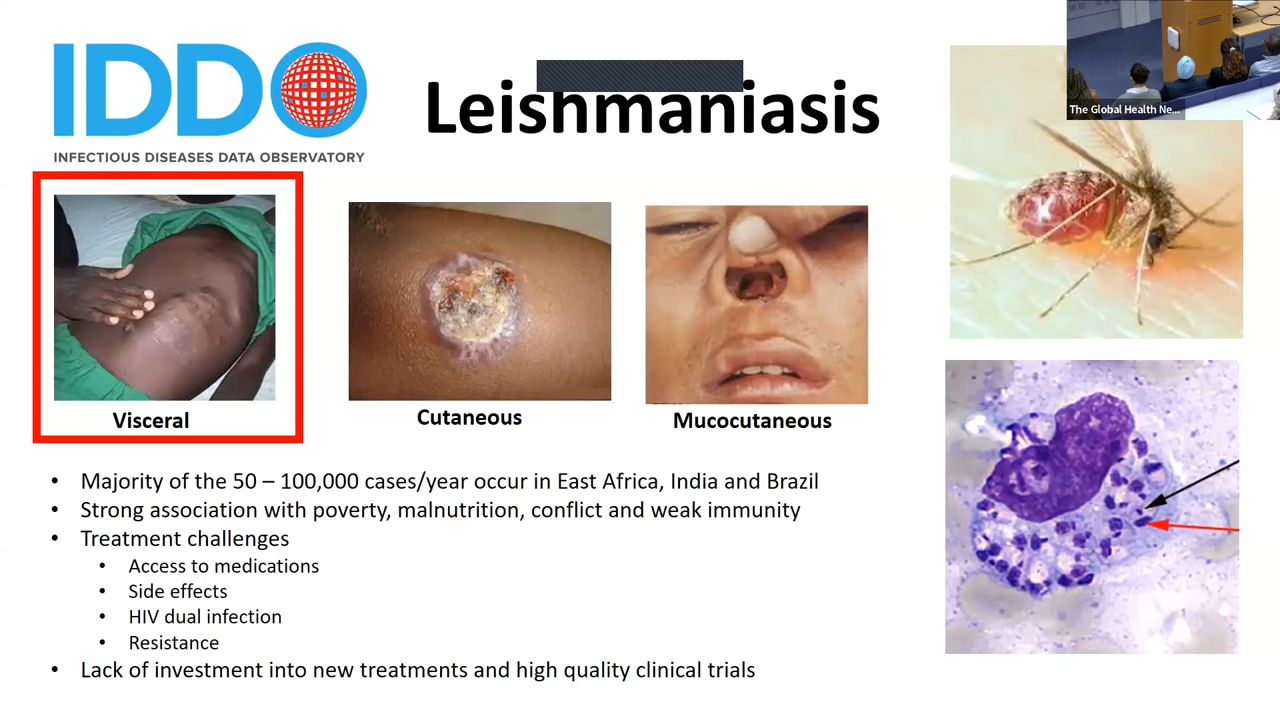 IDDO
INFECTIOUS DISEASES DATA OBSERVATORY
Leishmaniasis
The Global Health Ne...
Visceral
Cutaneous
Mucocutaneous
• Majority of the 50 – 100,000 cases/year occur in East Africa, India and Brazil
• Strong association with poverty, malnutrition, conflict and weak immunity
• Treatment challenges
• Access to medications
• Side effects
• HIV dual infection
• Resistance
• Lack of investment into new treatments and high quality clinical trials